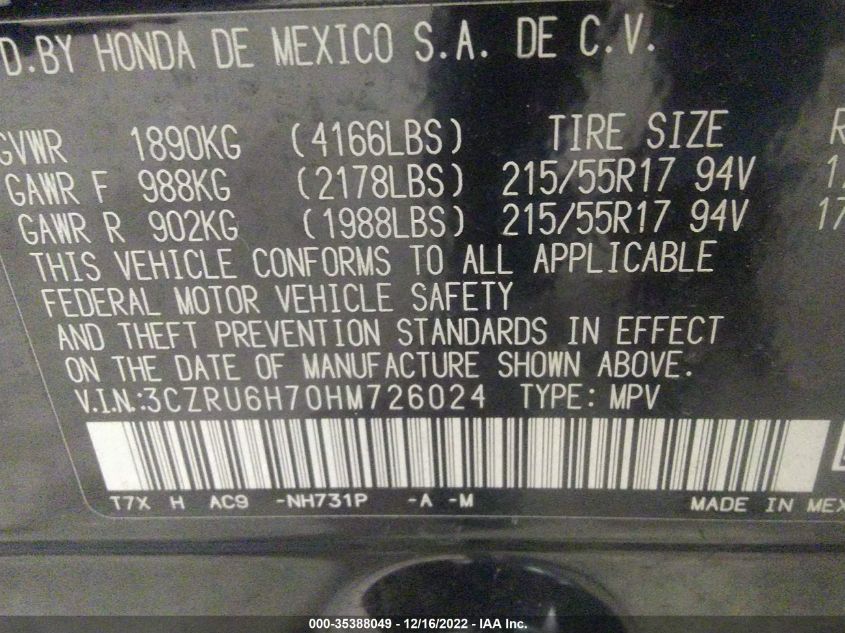 D.BY HONDA DE MEXICO S.A. DE C.V.
GVWR 1890KG (4166LBS) TIRE SIZE R
GAWR F 988KG (2178LBS) 215/55R17 94V 17
GAWR R 902KG (1988LBS) 215/55R17 94V 17
THIS VEHICLE CONFORMS TO ALL APPLICABLE
FEDERAL MOTOR VEHICLE SAFETY
AND THEFT PREVENTION STANDARDS IN EFFECT
ON THE DATE OF MANUFACTURE SHOWN ABOVE.
V.I.N.:3CZRU6H70HM726024 TYPE: MPV
T7X H AC9 -NH731P -A -M MADE IN MEX
000-35388049 - 12/16/2022 - IAA Inc.